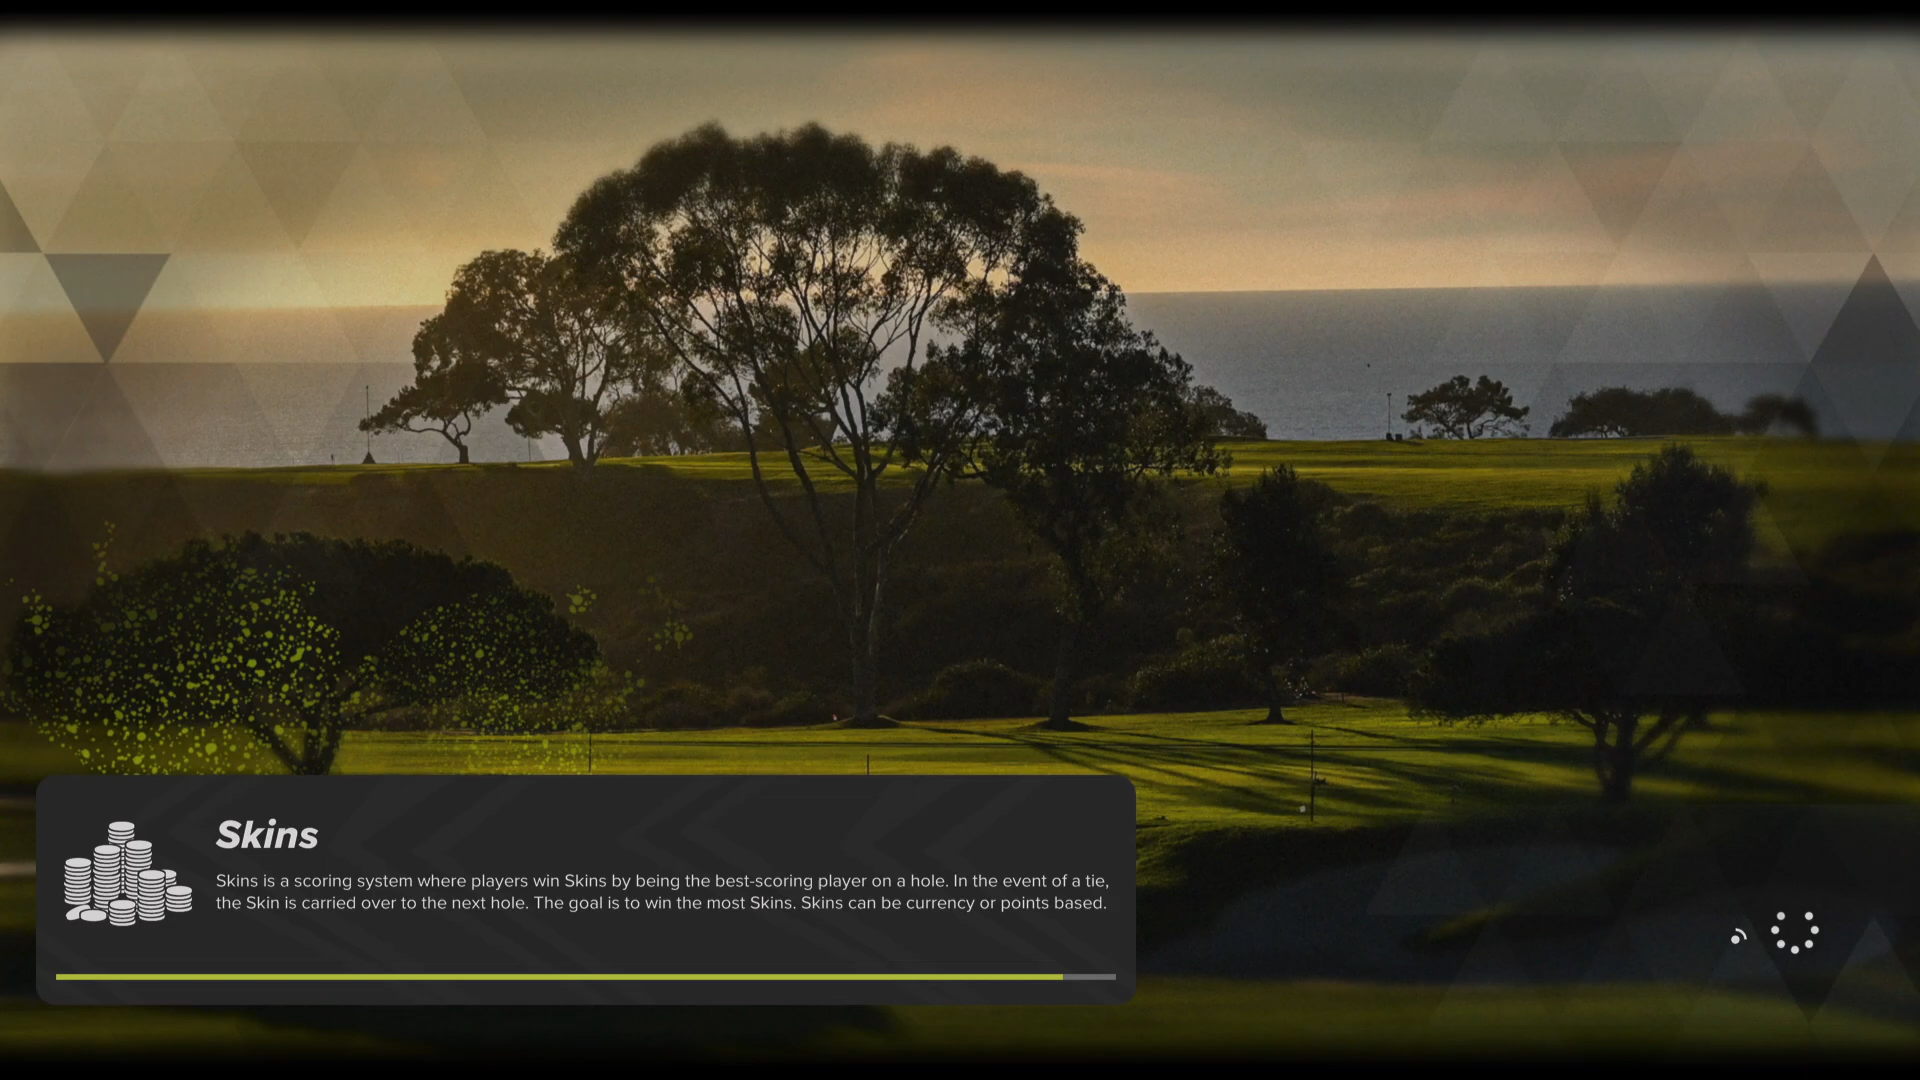 Skins
Skins is a scoring system where players win Skins by being the best-scoring player on a hole. In the event of a tie,
the Skin is carried over to the next hole. The goal is to win the most Skins. Skins can be currency or points based.